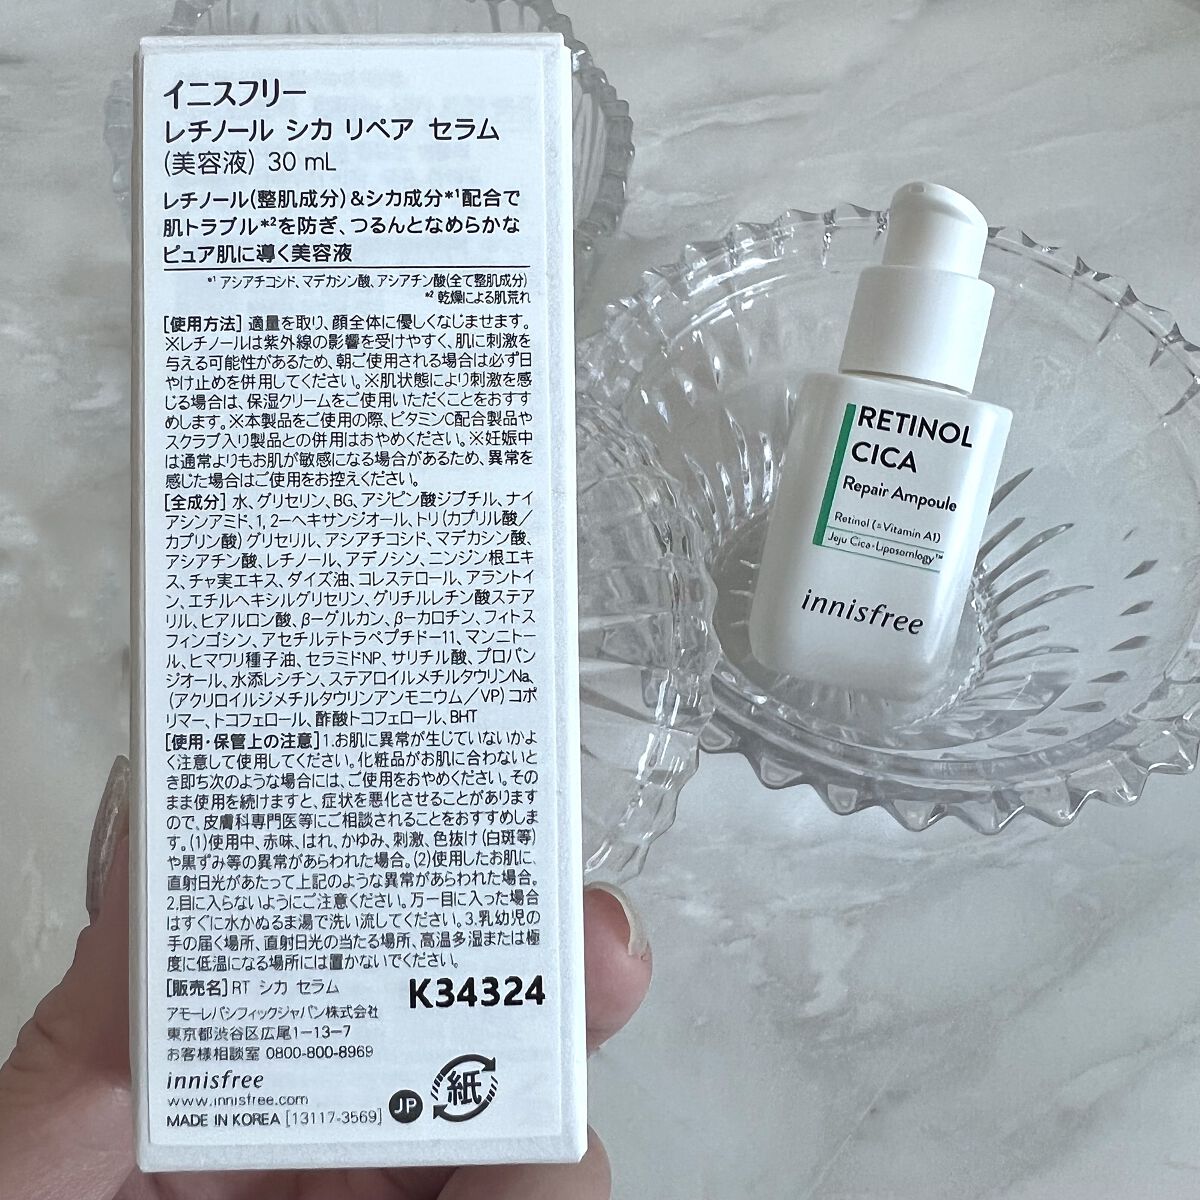 イニスフリー
レチノール シカ リペア セラム
(美容液) 30 mL
レチノール(整肌成分)&シカ成分*1配合で
肌トラブル*2を防ぎ、つるんとなめらかな
ピュア肌に導く美容液
*1 アシアチコシド、マデカシン酸、アシアチン酸(全て整肌成分)
*2 乾燥による肌荒れ
[使用方法] 適量を取り、顔全体に優しくなじませます。
※レチノールは紫外線の影響を受けやすく、肌に刺激を
与える可能性があるため、朝ご使用される場合は必ず日
やけ止めを併用してください。※肌状態により刺激を感
じる場合は、保湿クリームをご使用いただくことをおすす
めします。※本製品をご使用の際、ビタミンC配合製品や
スクラブ入り製品との併用はおやめください。※妊娠中
は通常よりもお肌が敏感になる場合があるため、異常を
感じた場合はご使用をお控えください。
[全成分] 水、グリセリン、BG、アジピン酸ジブチル、ナイ
アシンアミド、1, 2-ヘキサンジオール、トリ(カプリル酸/
カプリン酸) グリセリル、アシアチコシド、マデカシン酸、
アシアチン酸、レチノール、アデノシン、ニンジン根エキ
ス、チャ実エキス、ダイズ油、コレステロール、アラントイ
ン、エチルヘキシルグリセリン、グリチルレチン酸ステア
リル、ヒアルロン酸、β-グルカン、β-カロチン、フィトス
フィンゴシン、アセチルテトラペプチド-11、マンニトー
ル、ヒマワリ種子油、セラミドNP、サリチル酸、プロパン
ジオール、水添レシチン、ステアロイルメチルタウリンNa、
(アクリロイルジメチルタウリンアンモニウム/VP) コポ
リマー、トコフェロール、酢酸トコフェロール、BHT
[使用・保管上の注意] 1.お肌に異常が生じていないかよ
く注意して使用してください。化粧品がお肌に合わないと
き即ち次のような場合には、ご使用をおやめください。その
まま使用を続けますと、症状を悪化させることがあります
ので、皮膚科専門医等にご相談されることをおすすめしま
す。(1)使用中、赤味、はれ、かゆみ、刺激、色抜け(白斑等)
や黒ずみ等の異常があらわれた場合。(2)使用したお肌に、
直射日光があたって上記のような異常があらわれた場合。
2.目に入らないようにご注意ください。万一目に入った場合
はすぐに水かぬるま湯で洗い流してください。3.乳幼児の
手の届く場所、直射日光の当たる場所、高温多湿または極
度に低温になる場所には置かないでください。
[販売名] RT シカ セラム
K34324
アモーレパシフィックジャパン株式会社
東京都渋谷区広尾1-13-7
お客様相談室 0800-800-8969
innisfree
www.innisfree.com
MADE IN KOREA [13117-3569]
JP
紙
RETINOL
CICA
Repair Ampoule
Retinol (=Vitamin A1)
Jeju Cica+Liposomlogy™
innisfree